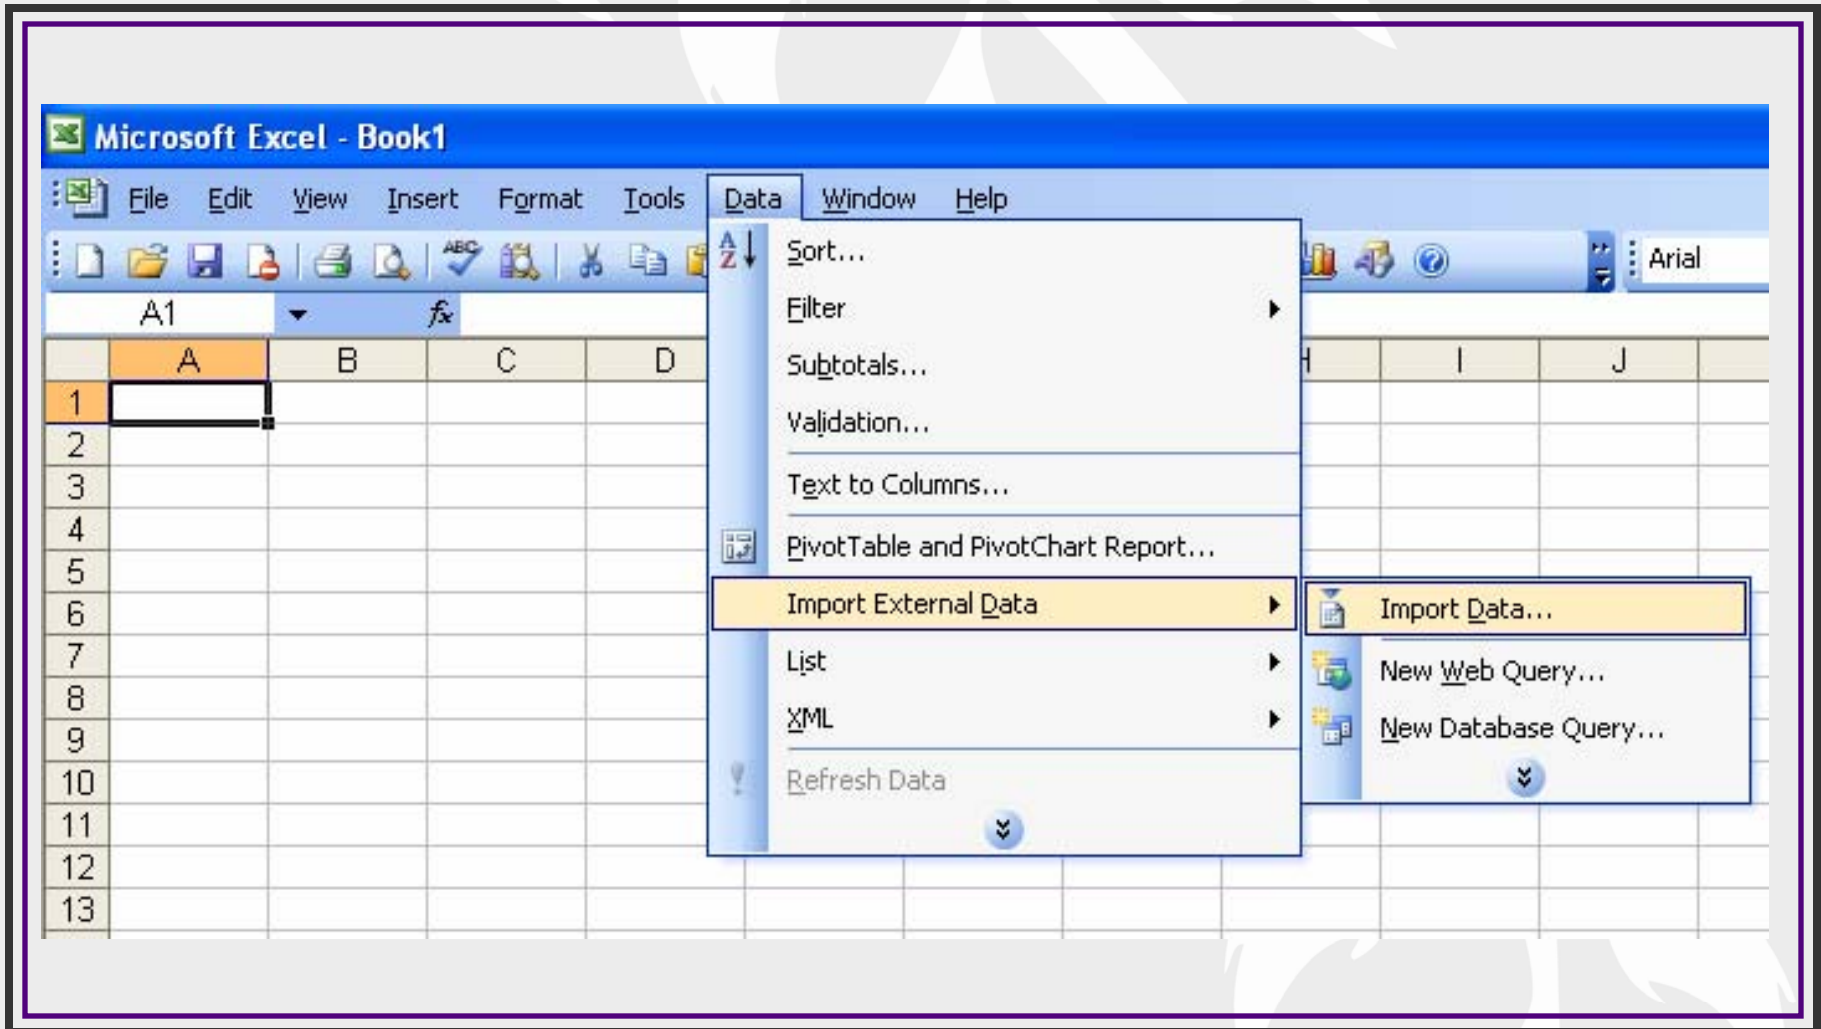 Microsoft Excel - Book1
File Edit View Insert Format Tools Data Window Help
ABC
Arial
A1 fx
A B C D H I J
1
2
3
4
5
6
7
8
9
10
11
12
13
A
Z
Sort...
Filter
Subtotals...
Validation...
Text to Columns...
PivotTable and PivotChart Report...
Import External Data
List
XML
Refresh Data
Import Data...
New Web Query...
New Database Query...